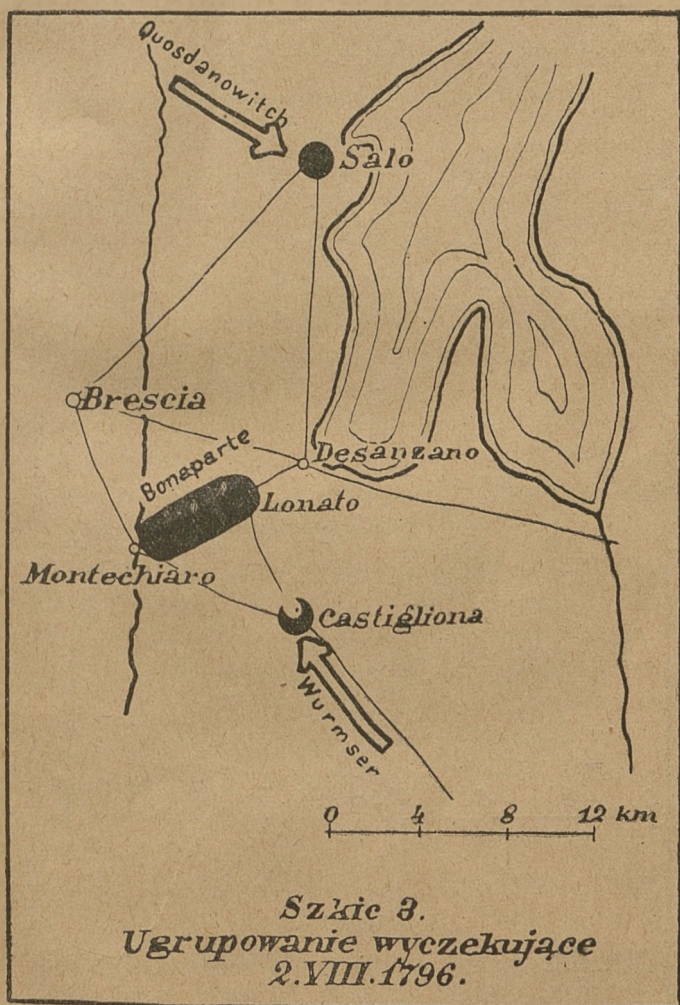 Quosdanowitch
Salo
Brescia
Desanzano
Bonaparte
Lonato
Montechiaro
Castigliona
Wurmser
0 4 8 12 km
Szkic 3.
Ugrupowanie wyczekujące
2.VIII.1796.